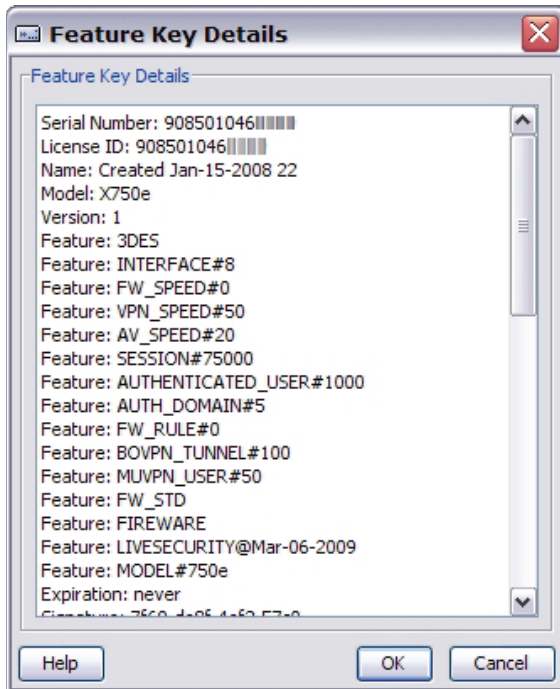 Feature Key Details
Feature Key Details
Serial Number: 908501046
License ID: 908501046
Name: Created Jan-15-2008 22
Model: X750e
Version: 1
Feature: 3DES
Feature: INTERFACE#8
Feature: FW_SPEED#0
Feature: VPN_SPEED#50
Feature: AV_SPEED#20
Feature: SESSION#75000
Feature: AUTHENTICATED_USER#1000
Feature: AUTH_DOMAIN#5
Feature: FW_RULE#0
Feature: BOVPN_TUNNEL#100
Feature: MUVPN_USER#50
Feature: FW_STD
Feature: FIREWARE
Feature: LIVESECURITY@Mar-06-2009
Feature: MODEL#750e
Expiration: never
Help OK Cancel